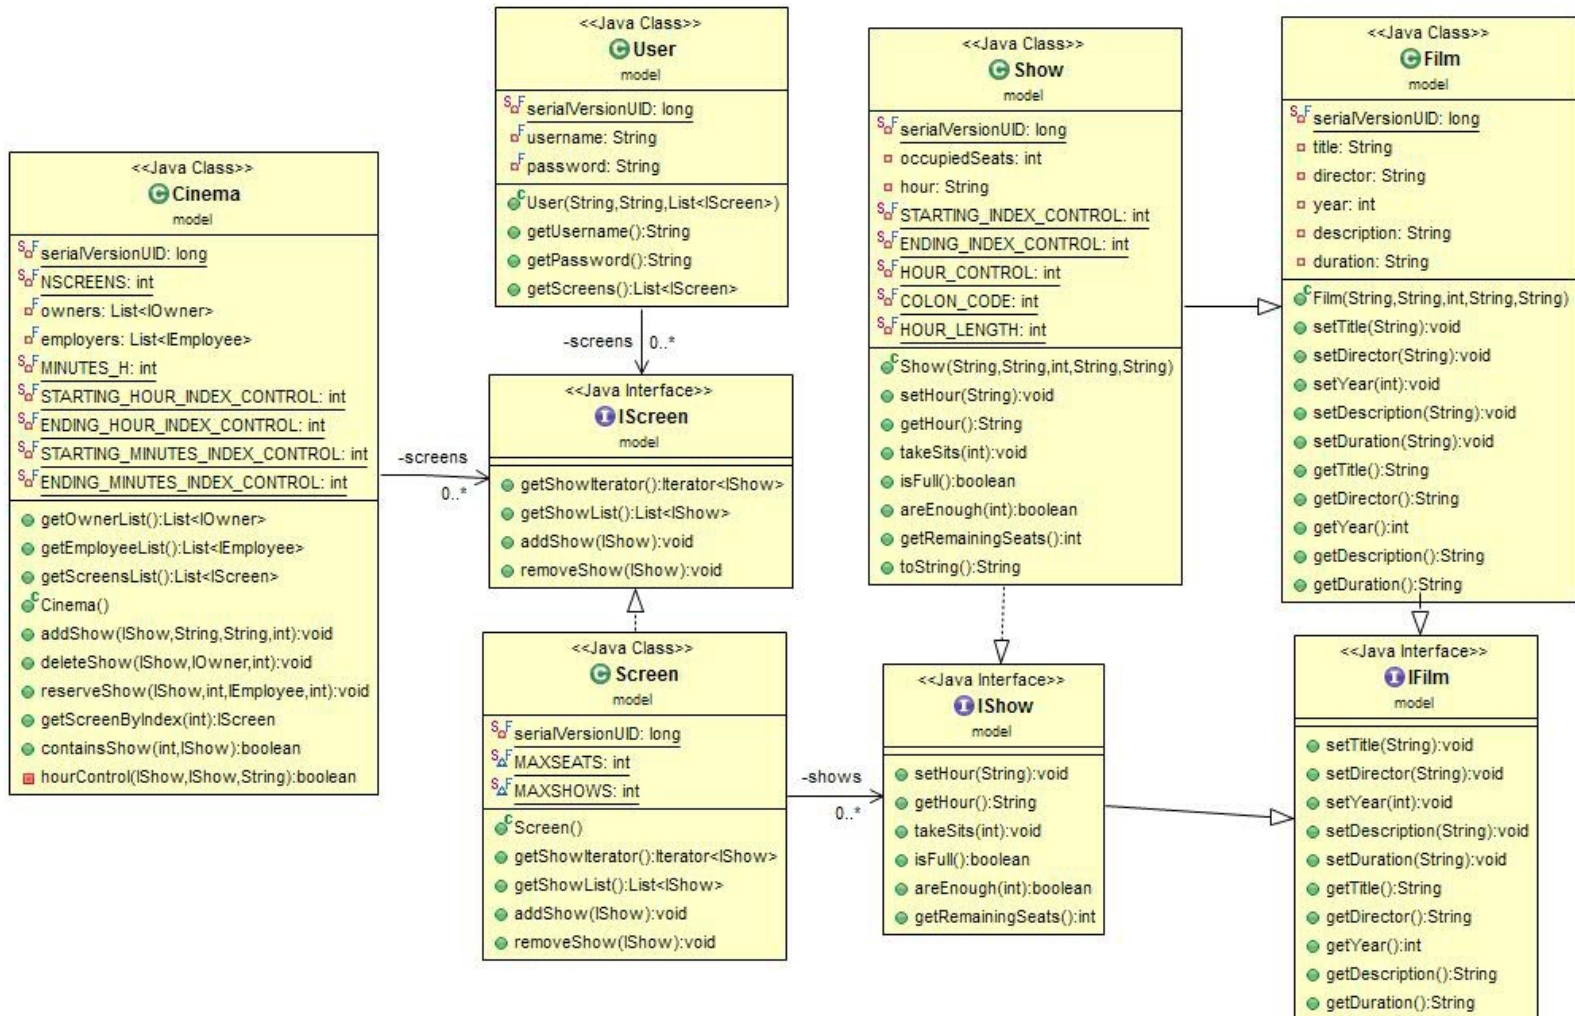 <<Java Class>>
User
model
serialVersionUID: long
username: String
password: String
User(String,String,List<IScreen>)
getUsername():String
getPassword():String
getScreens():List<IScreen>
-screens 0..*
<<Java Class>>
Show
model
serialVersionUID: long
occupiedSeats: int
hour: String
STARTING_INDEX_CONTROL: int
ENDING_INDEX_CONTROL: int
HOUR_CONTROL: int
COLON_CODE: int
HOUR_LENGTH: int
Show(String,String,int,String,String)
setHour(String):void
getHour():String
takeSits(int):void
isFull():boolean
areEnough(int):boolean
getRemainingSeats():int
toString():String
<<Java Class>>
Film
model
serialVersionUID: long
title: String
director: String
year: int
description: String
duration: String
Film(String,String,int,String,String)
setTitle(String):void
setDirector(String):void
setYear(int):void
setDescription(String):void
setDuration(String):void
getTitle():String
getDirector():String
getYear():int
getDescription():String
getDuration():String
<<Java Class>>
Cinema
model
serialVersionUID: long
NSCREENS: int
owners: List<IOwner>
employers: List<IEmployee>
MINUTES_H: int
STARTING_HOUR_INDEX_CONTROL: int
ENDING_HOUR_INDEX_CONTROL: int
STARTING_MINUTES_INDEX_CONTROL: int
ENDING_MINUTES_INDEX_CONTROL: int
getOwnerList():List<IOwner>
getEmployeeList():List<IEmployee>
getScreensList():List<IScreen>
Cinema()
addShow(IShow,String,String,int):void
deleteShow(IShow,IOwner,int):void
reserveShow(IShow,int,IEmployee,int):void
getScreenByIndex(int):IScreen
containsShow(int,IShow):boolean
hourControl(IShow,IShow,String):boolean
-screens
0..*
<<Java Interface>>
IScreen
model
getShowIterator():Iterator<IShow>
getShowList():List<IShow>
addShow(IShow):void
removeShow(IShow):void
<<Java Class>>
Screen
model
serialVersionUID: long
MAXSEATS: int
MAXSHOWS: int
Screen()
getShowIterator():Iterator<IShow>
getShowList():List<IShow>
addShow(IShow):void
removeShow(IShow):void
-shows
0..*
<<Java Interface>>
IShow
model
setHour(String):void
getHour():String
takeSits(int):void
isFull():boolean
areEnough(int):boolean
getRemainingSeats():int
<<Java Interface>>
IFilm
model
setTitle(String):void
setDirector(String):void
setYear(int):void
setDescription(String):void
setDuration(String):void
getTitle():String
getDirector():String
getYear():int
getDescription():String
getDuration():String